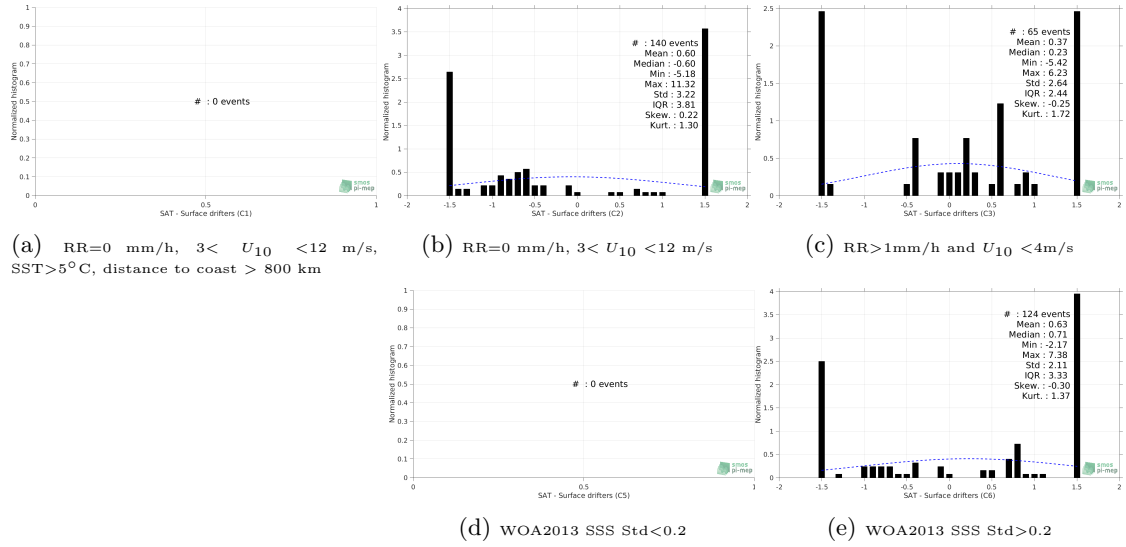 1
0.9
0.8
0.7
0.6
0.5
0.4
0.3
0.2
0.1
0
Normalized histogram
# : 0 events
0 0.5 1
SAT - Surface drifters (C1)
smos
pi-mep
(a) RR=0 mm/h, 3< U10 <12 m/s,
SST>5°C, distance to coast > 800 km
4
3.5
3
2.5
2
1.5
1
0.5
0
Normalized histogram
# : 140 events
Mean : 0.60
Median : -0.60
Min : -5.18
Max : 11.32
Std : 3.22
IQR : 3.81
Skew. : 0.22
Kurt. : 1.30
-2 -1.5 -1 -0.5 0 0.5 1 1.5 2
SAT - Surface drifters (C2)
smos
pi-mep
(b) RR=0 mm/h, 3< U10 <12 m/s
2.5
2
1.5
1
0.5
0
Normalized histogram
# : 65 events
Mean : 0.37
Median : 0.23
Min : -5.42
Max : 6.23
Std : 2.64
IQR : 2.44
Skew. : -0.25
Kurt. : 1.72
-2 -1.5 -1 -0.5 0 0.5 1 1.5 2
SAT - Surface drifters (C3)
smos
pi-mep
(c) RR>1mm/h and U10 <4m/s
1
0.9
0.8
0.7
0.6
0.5
0.4
0.3
0.2
0.1
0
Normalized histogram
# : 0 events
0 0.5 1
SAT - Surface drifters (C5)
smos
pi-mep
(d) WOA2013 SSS Std<0.2
4
3.5
3
2.5
2
1.5
1
0.5
0
Normalized histogram
# : 124 events
Mean : 0.63
Median : 0.71
Min : -2.17
Max : 7.38
Std : 2.11
IQR : 3.33
Skew. : -0.30
Kurt. : 1.37
-2 -1.5 -1 -0.5 0 0.5 1 1.5 2
SAT - Surface drifters (C6)
smos
pi-mep
(e) WOA2013 SSS Std>0.2